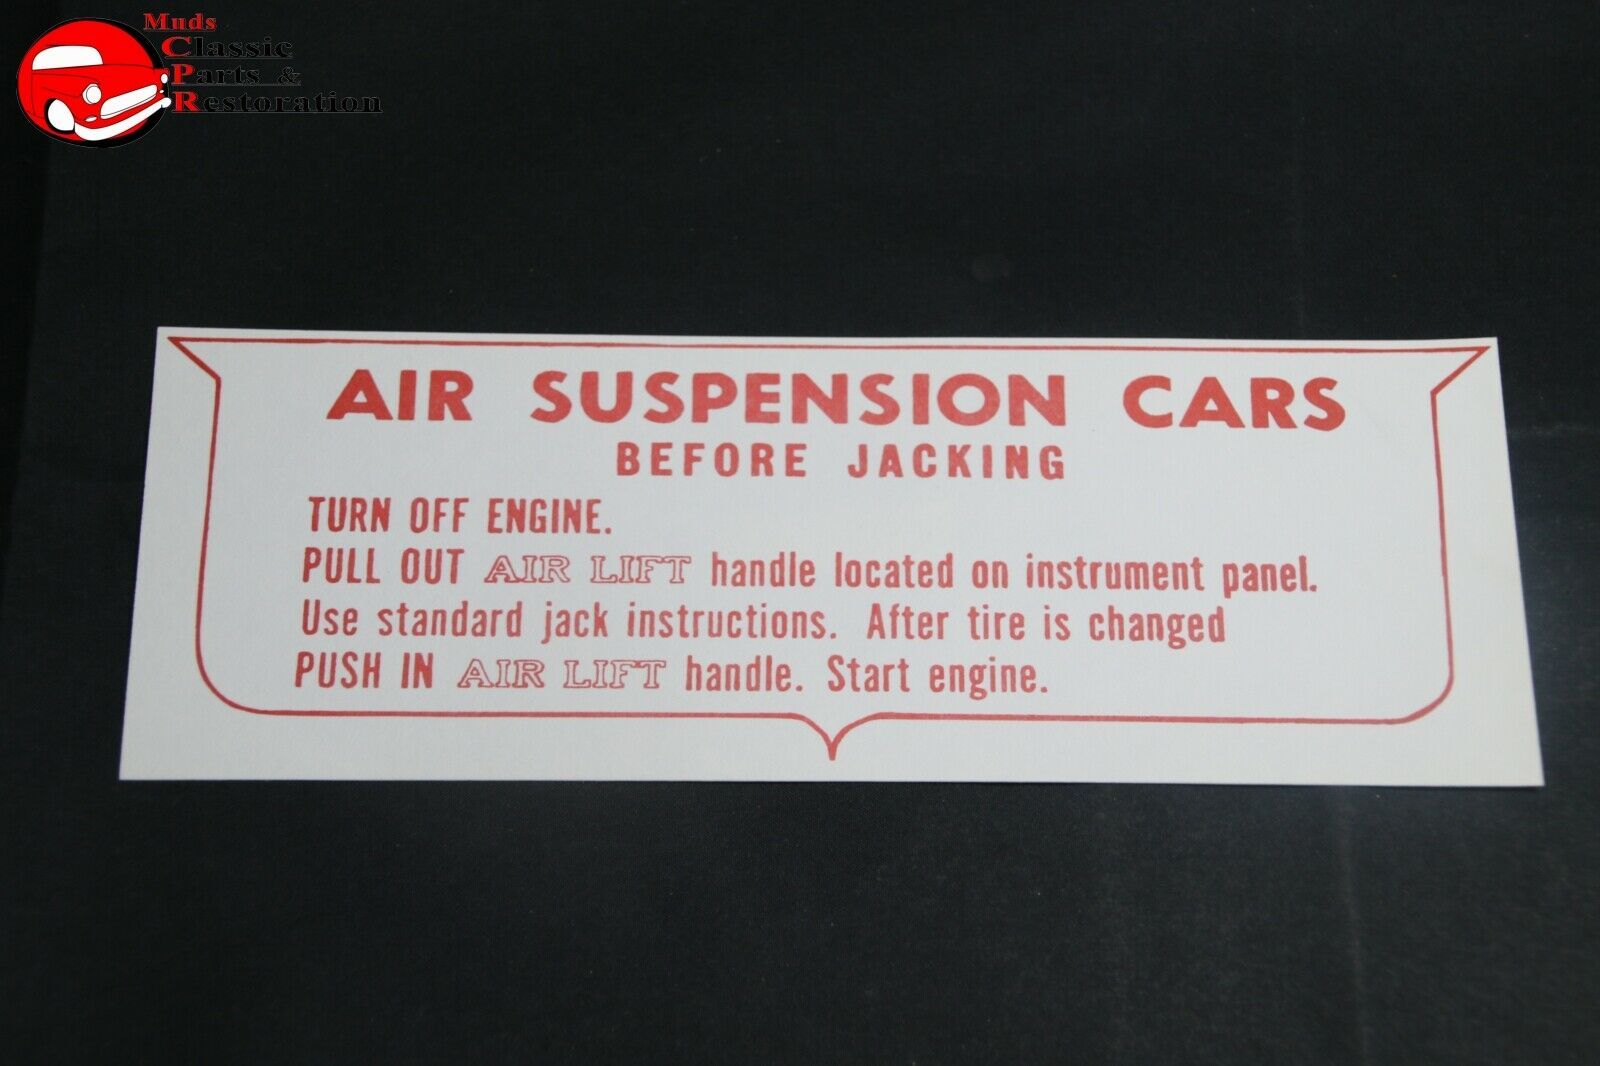 Muds
Classic
Parts &
Restoration
AIR SUSPENSION CARS
BEFORE JACKING
TURN OFF ENGINE.
PULL OUT AIR LIFT handle located on instrument panel.
Use standard jack instructions. After tire is changed
PUSH IN AIR LIFT handle. Start engine.